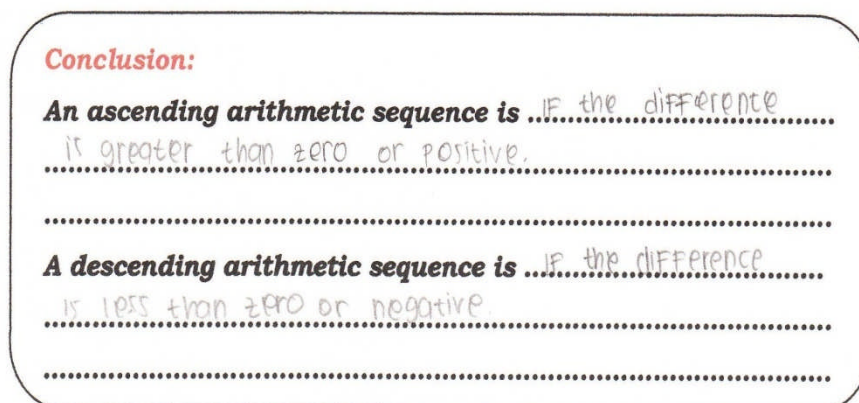 Conclusion:
An ascending arithmetic sequence is ..IF the difference
is greater than zero or positive.
A descending arithmetic sequence is ...IF the difference
is less than zero or negative.